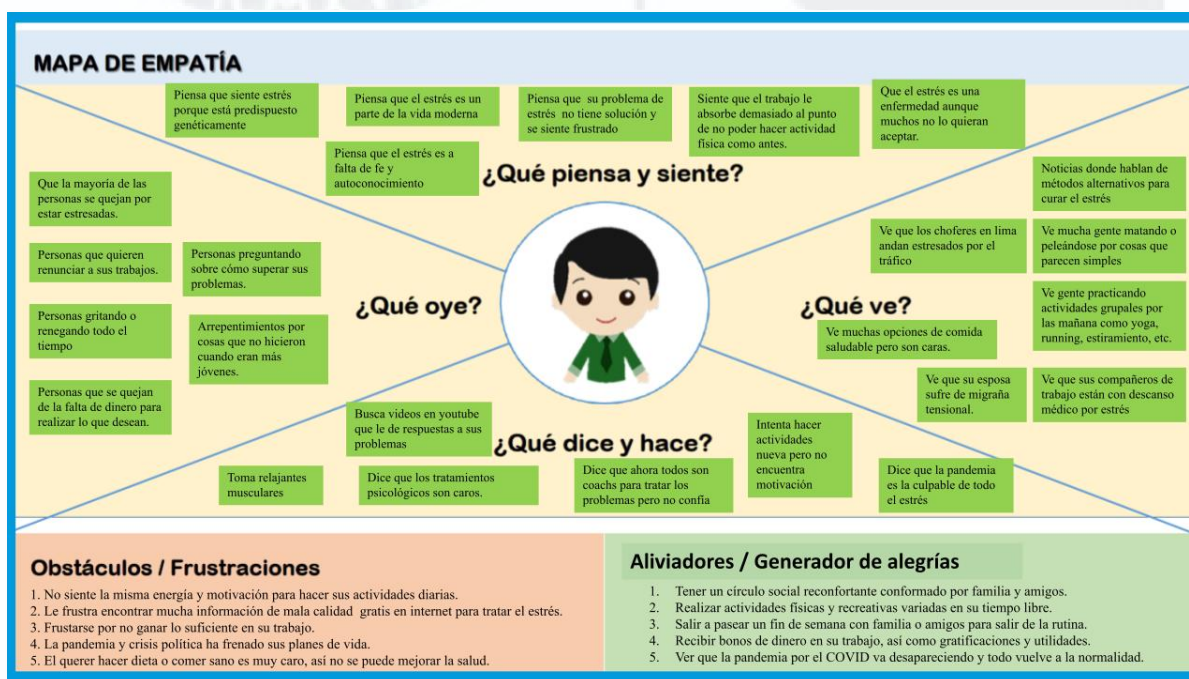 MAPA DE EMPATÍA
Piensa que siente estrés
porque está predispuesto
genéticamente
Piensa que el estrés es un
parte de la vida moderna
Piensa que su problema de
estrés no tiene solución y
se siente frustrado
Siente que el trabajo le
absorbe demasiado al punto
de no poder hacer actividad
física como antes.
Que el estrés es una
enfermedad aunque
muchos no lo quieran
aceptar.
Piensa que el estrés es a
falta de fe y
autoconocimiento
¿Qué piensa y siente?
Que la mayoría de las
personas se quejan por
estar estresadas.
Personas que quieren
renunciar a sus trabajos.
Personas preguntando
sobre cómo superar sus
problemas.
¿Qué oye?
Personas gritando o
renegando todo el
tiempo
Arrepentimientos por
cosas que no hicieron
cuando eran más
jóvenes.
Personas que se quejan
de la falta de dinero para
realizar lo que desean.
Noticias donde hablan de
métodos alternativos para
curar el estrés
Ve que los choferes en lima
andan estresados por el
tráfico
Ve mucha gente matando o
peleándose por cosas que
parecen simples
¿Qué ve?
Ve gente practicando
actividades grupales por
las mañana como yoga,
running, estiramiento, etc.
Ve muchas opciones de comida
saludable pero son caras.
Ve que su esposa
sufre de migraña
tensional.
Ve que sus compañeros de
trabajo están con descanso
médico por estrés
Busca videos en youtube
que le de respuestas a sus
problemas
¿Qué dice y hace?
Toma relajantes
musculares
Dice que los tratamientos
psicológicos son caros.
Dice que ahora todos son
coachs para tratar los
problemas pero no confía
Intenta hacer
actividades
nueva pero no
encuentra
motivación
Dice que la pandemia
es la culpable de todo
el estrés
Obstáculos / Frustraciones
1. No siente la misma energía y motivación para hacer sus actividades diarias.
2. Le frustra encontrar mucha información de mala calidad gratis en internet para tratar el estrés.
3. Frustarse por no ganar lo suficiente en su trabajo.
4. La pandemia y crisis política ha frenado sus planes de vida.
5. El querer hacer dieta o comer sano es muy caro, así no se puede mejorar la salud.
Aliviadores / Generador de alegrías
1. Tener un círculo social reconfortante conformado por familia y amigos.
2. Realizar actividades físicas y recreativas variadas en su tiempo libre.
3. Salir a pasear un fin de semana con familia o amigos para salir de la rutina.
4. Recibir bonos de dinero en su trabajo, así como gratificaciones y utilidades.
5. Ver que la pandemia por el COVID va desapareciendo y todo vuelve a la normalidad.